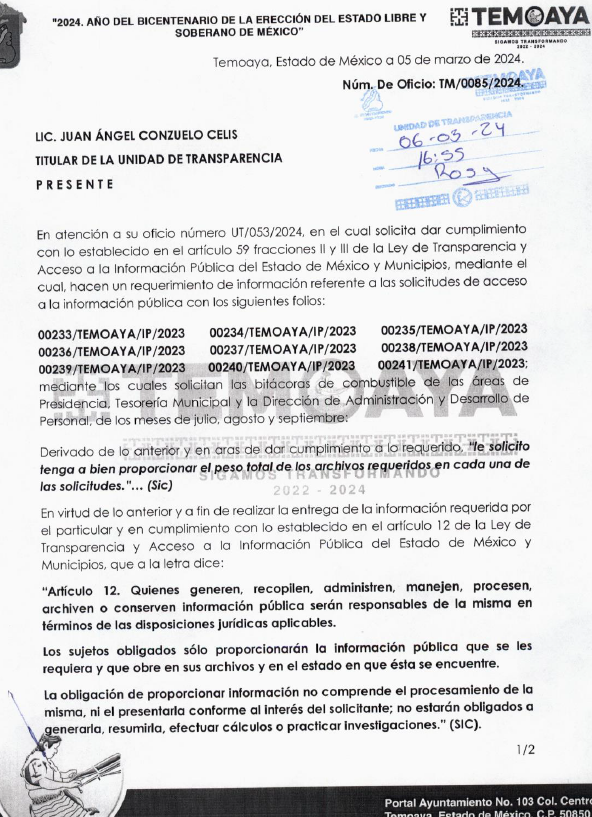 "2024. AÑO DEL BICENTENARIO DE LA ERECCIÓN DEL ESTADO LIBRE Y
SOBERANO DE MÉXICO"
TEMOAYA
SIGAMOS TRANSFORMANDO
2022 - 2024
Temoaya, Estado de México a 05 de marzo de 2024.
Núm. De Oficio: TM/0085/2024.
TEMOAYA
UNIDAD DE TRANSPARENCIA
06-03-24
16:55
Rosy
LIC. JUAN ÁNGEL CONZUELO CELIS
TITULAR DE LA UNIDAD DE TRANSPARENCIA
P R E S E N T E
En atención a su oficio número UT/053/2024, en el cual solicita dar cumplimiento
con lo establecido en el artículo 59 fracciones II y III de la Ley de Transparencia y
Acceso a la Información Pública del Estado de México y Municipios, mediante el
cual, hacen un requerimiento de información referente a las solicitudes de acceso
a la información pública con los siguientes folios:
00233/TEMOAYA/IP/2023 00234/TEMOAYA/IP/2023 00235/TEMOAYA/IP/2023
00236/TEMOAYA/IP/2023 00237/TEMOAYA/IP/2023 00238/TEMOAYA/IP/2023
00239/TEMOAYA/IP/2023 00240/TEMOAYA/IP/2023 00241/TEMOAYA/IP/2023;
mediante los cuales solicitan las bitácoras de combustible de las áreas de
Presidencia, Tesorería Municipal y la Dirección de Administración y Desarrollo de
Personal, de los meses de julio, agosto y septiembre:
TEMOAYA
Derivado de lo anterior y en aras de dar cumplimiento a lo requerido, "le solicito
tenga a bien proporcionar el peso total de los archivos requeridos en cada una de
las solicitudes."... (Sic)
SIGAMOS TRANSFORMANDO
2022 - 2024
En virtud de lo anterior y a fin de realizar la entrega de la información requerida por
el particular y en cumplimiento con lo establecido en el artículo 12 de la Ley de
Transparencia y Acceso a la Información Pública del Estado de México y
Municipios, que a la letra dice:
"Artículo 12. Quienes generen, recopilen, administren, manejen, procesen,
archiven o conserven información pública serán responsables de la misma en
términos de las disposiciones jurídicas aplicables.
Los sujetos obligados sólo proporcionarán la información pública que se les
requiera y que obre en sus archivos y en el estado en que ésta se encuentre.
La obligación de proporcionar información no comprende el procesamiento de la
misma, ni el presentarla conforme al interés del solicitante; no estarán obligados a
generarla, resumirla, efectuar cálculos o practicar investigaciones." (SIC).
1/2
Portal Ayuntamiento No. 103 Col. Centro
Temoaya, Estado de México, C.P. 50850